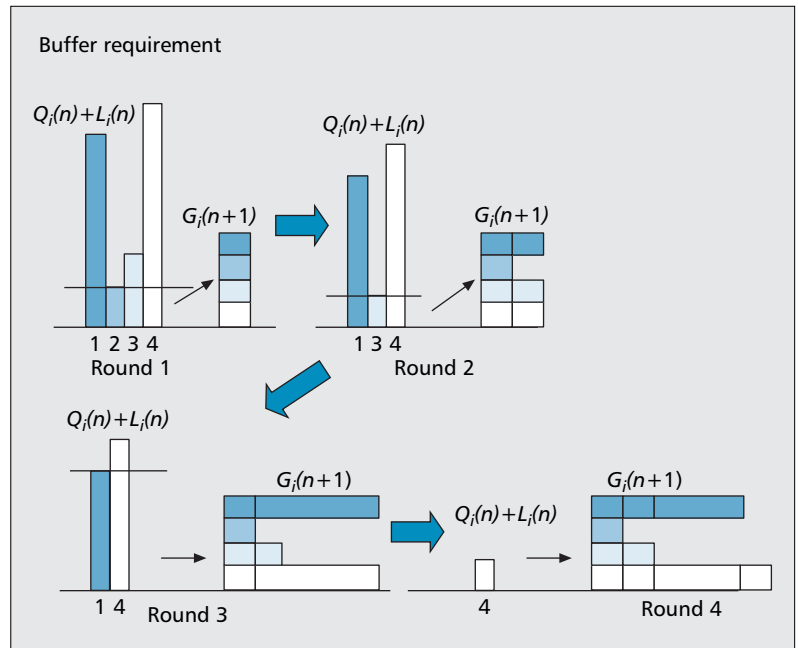 Buffer requirement
Qi(n)+Li(n)
Gi(n+1)
1 2 3 4
Round 1
Qi(n)+Li(n)
Gi(n+1)
1 3 4
Round 2
Qi(n)+Li(n)
Gi(n+1)
1 4
Round 3
Qi(n)+Li(n)
Gi(n+1)
4
Round 4